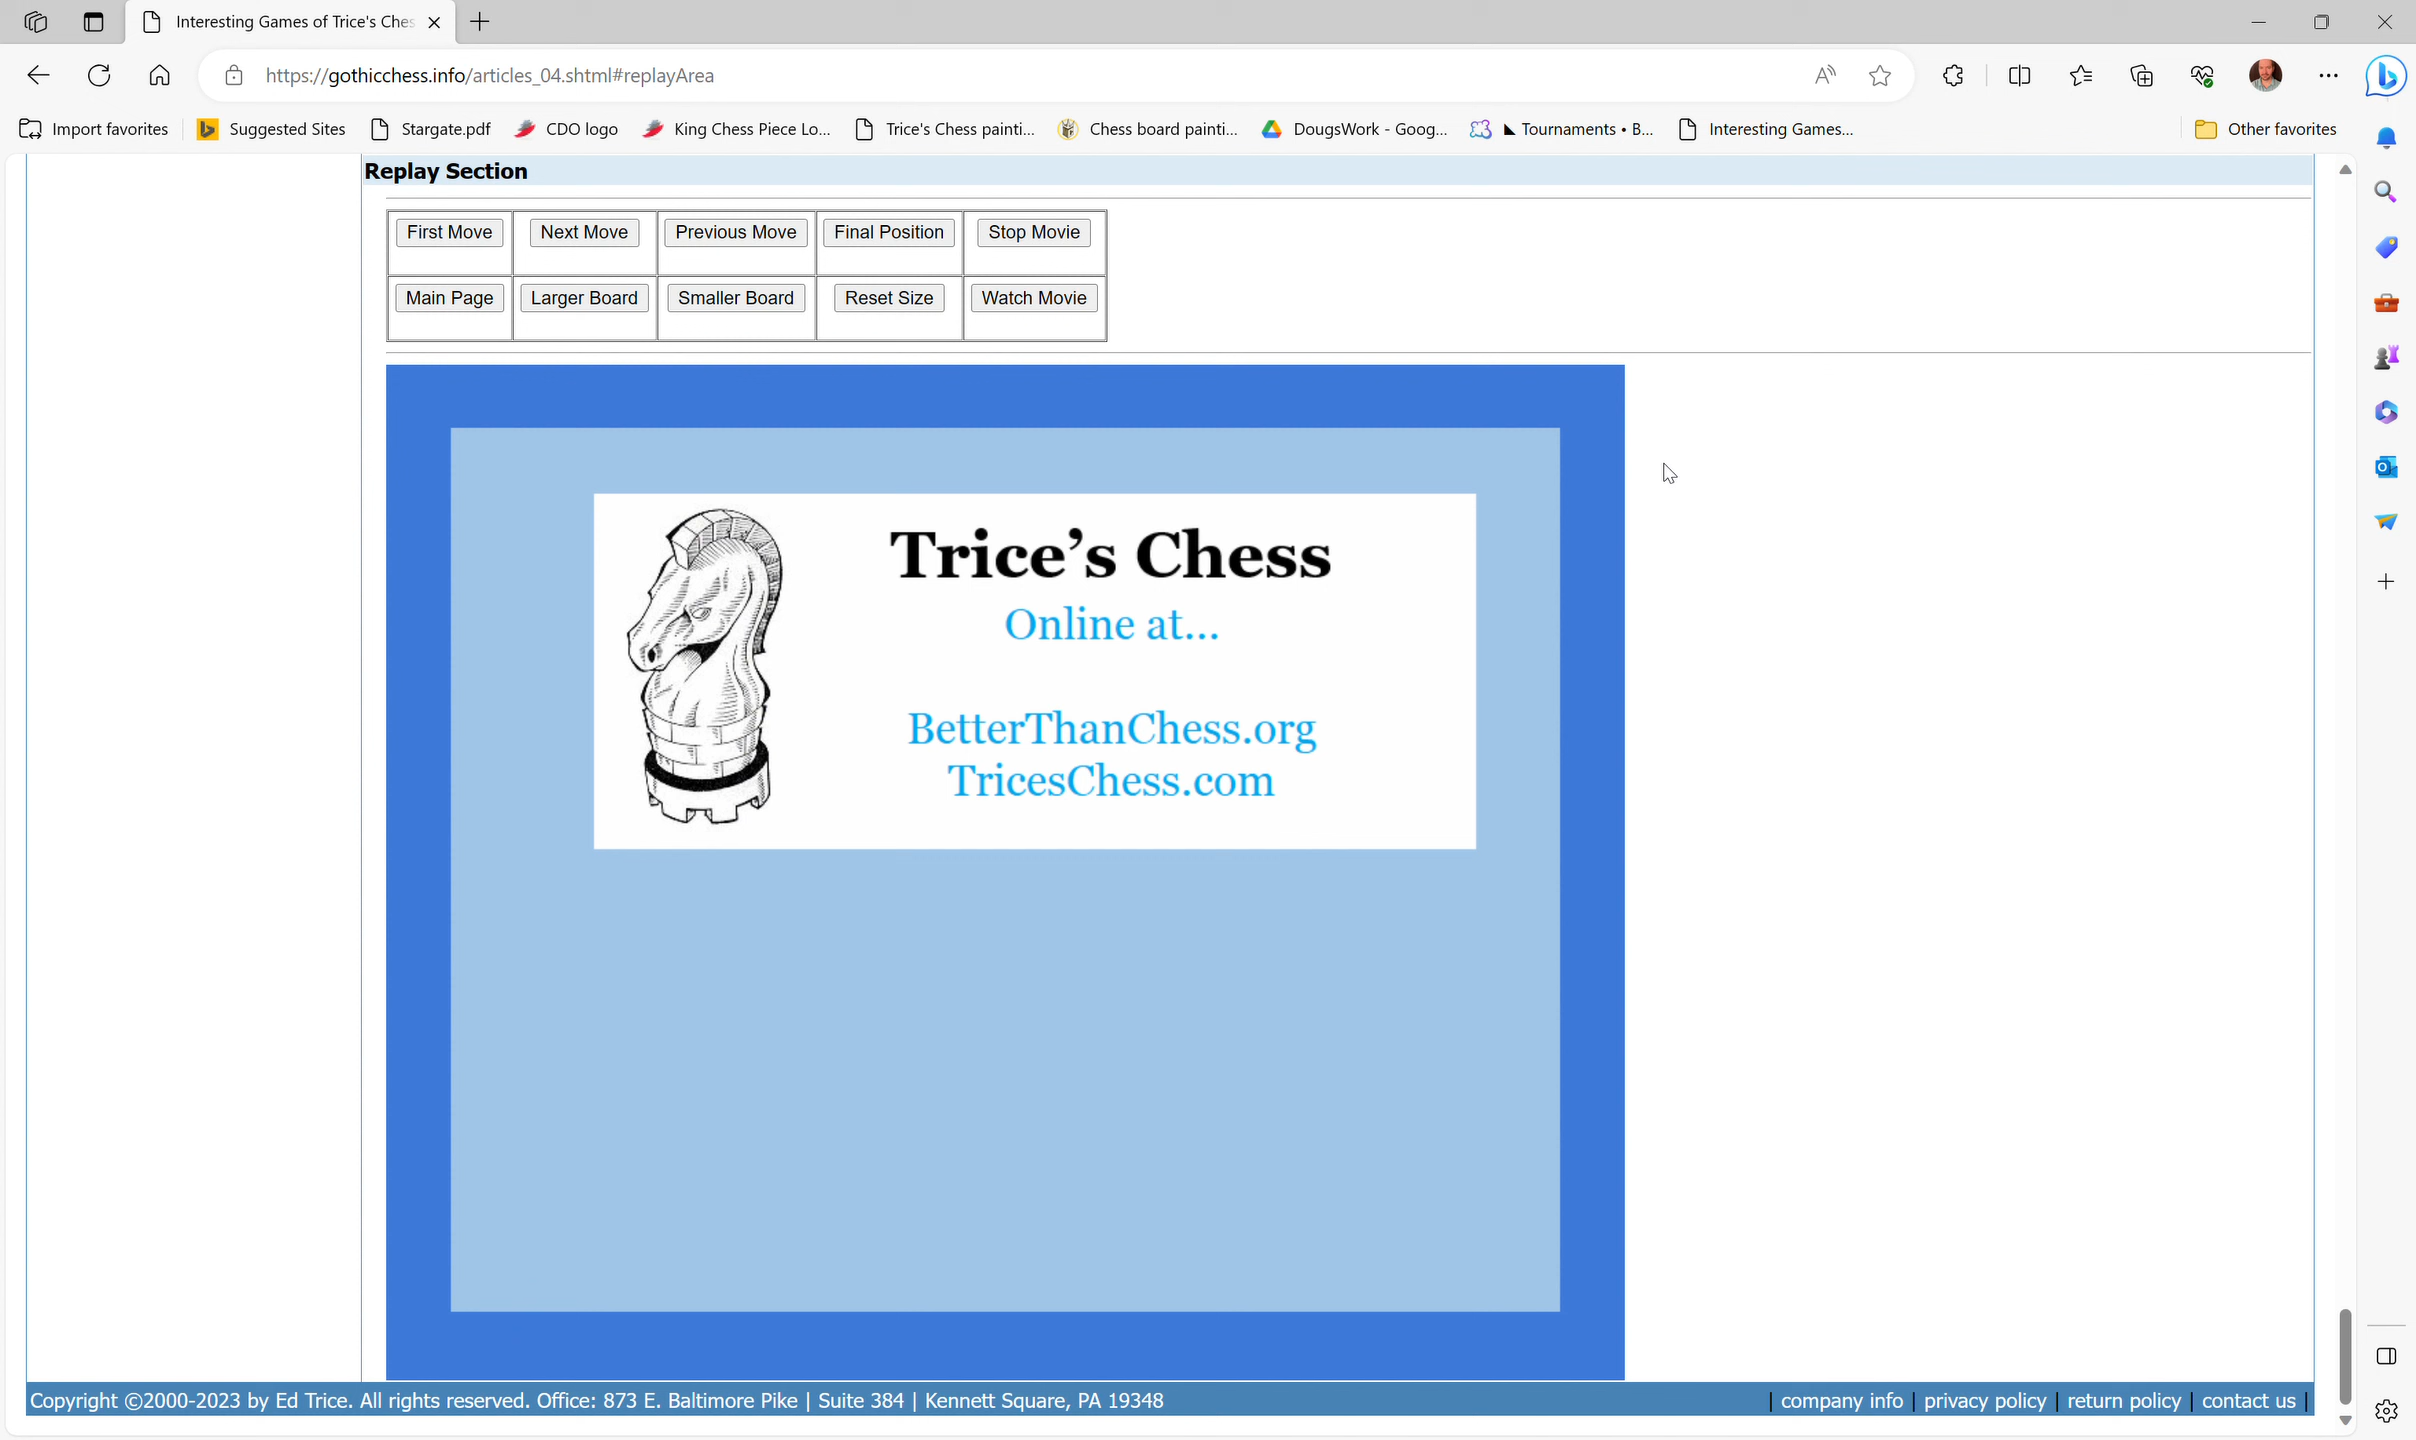 Interesting Games of Trice's Ches
https://gothicchess.info/articles_04.shtml#replayArea
Import favorites
Suggested Sites
Stargate.pdf
CDO logo
King Chess Piece Lo...
Trice's Chess painti...
Chess board painti...
DougsWork - Goog...
Tournaments • B...
Interesting Games...
Other favorites
Replay Section
First Move Next Move Previous Move Final Position Stop Movie
Main Page Larger Board Smaller Board Reset Size Watch Movie
Trice’s Chess
Online at...
BetterThanChess.org
TricesChess.com
Copyright ©2000-2023 by Ed Trice. All rights reserved. Office: 873 E. Baltimore Pike | Suite 384 | Kennett Square, PA 19348
| company info | privacy policy | return policy | contact us |